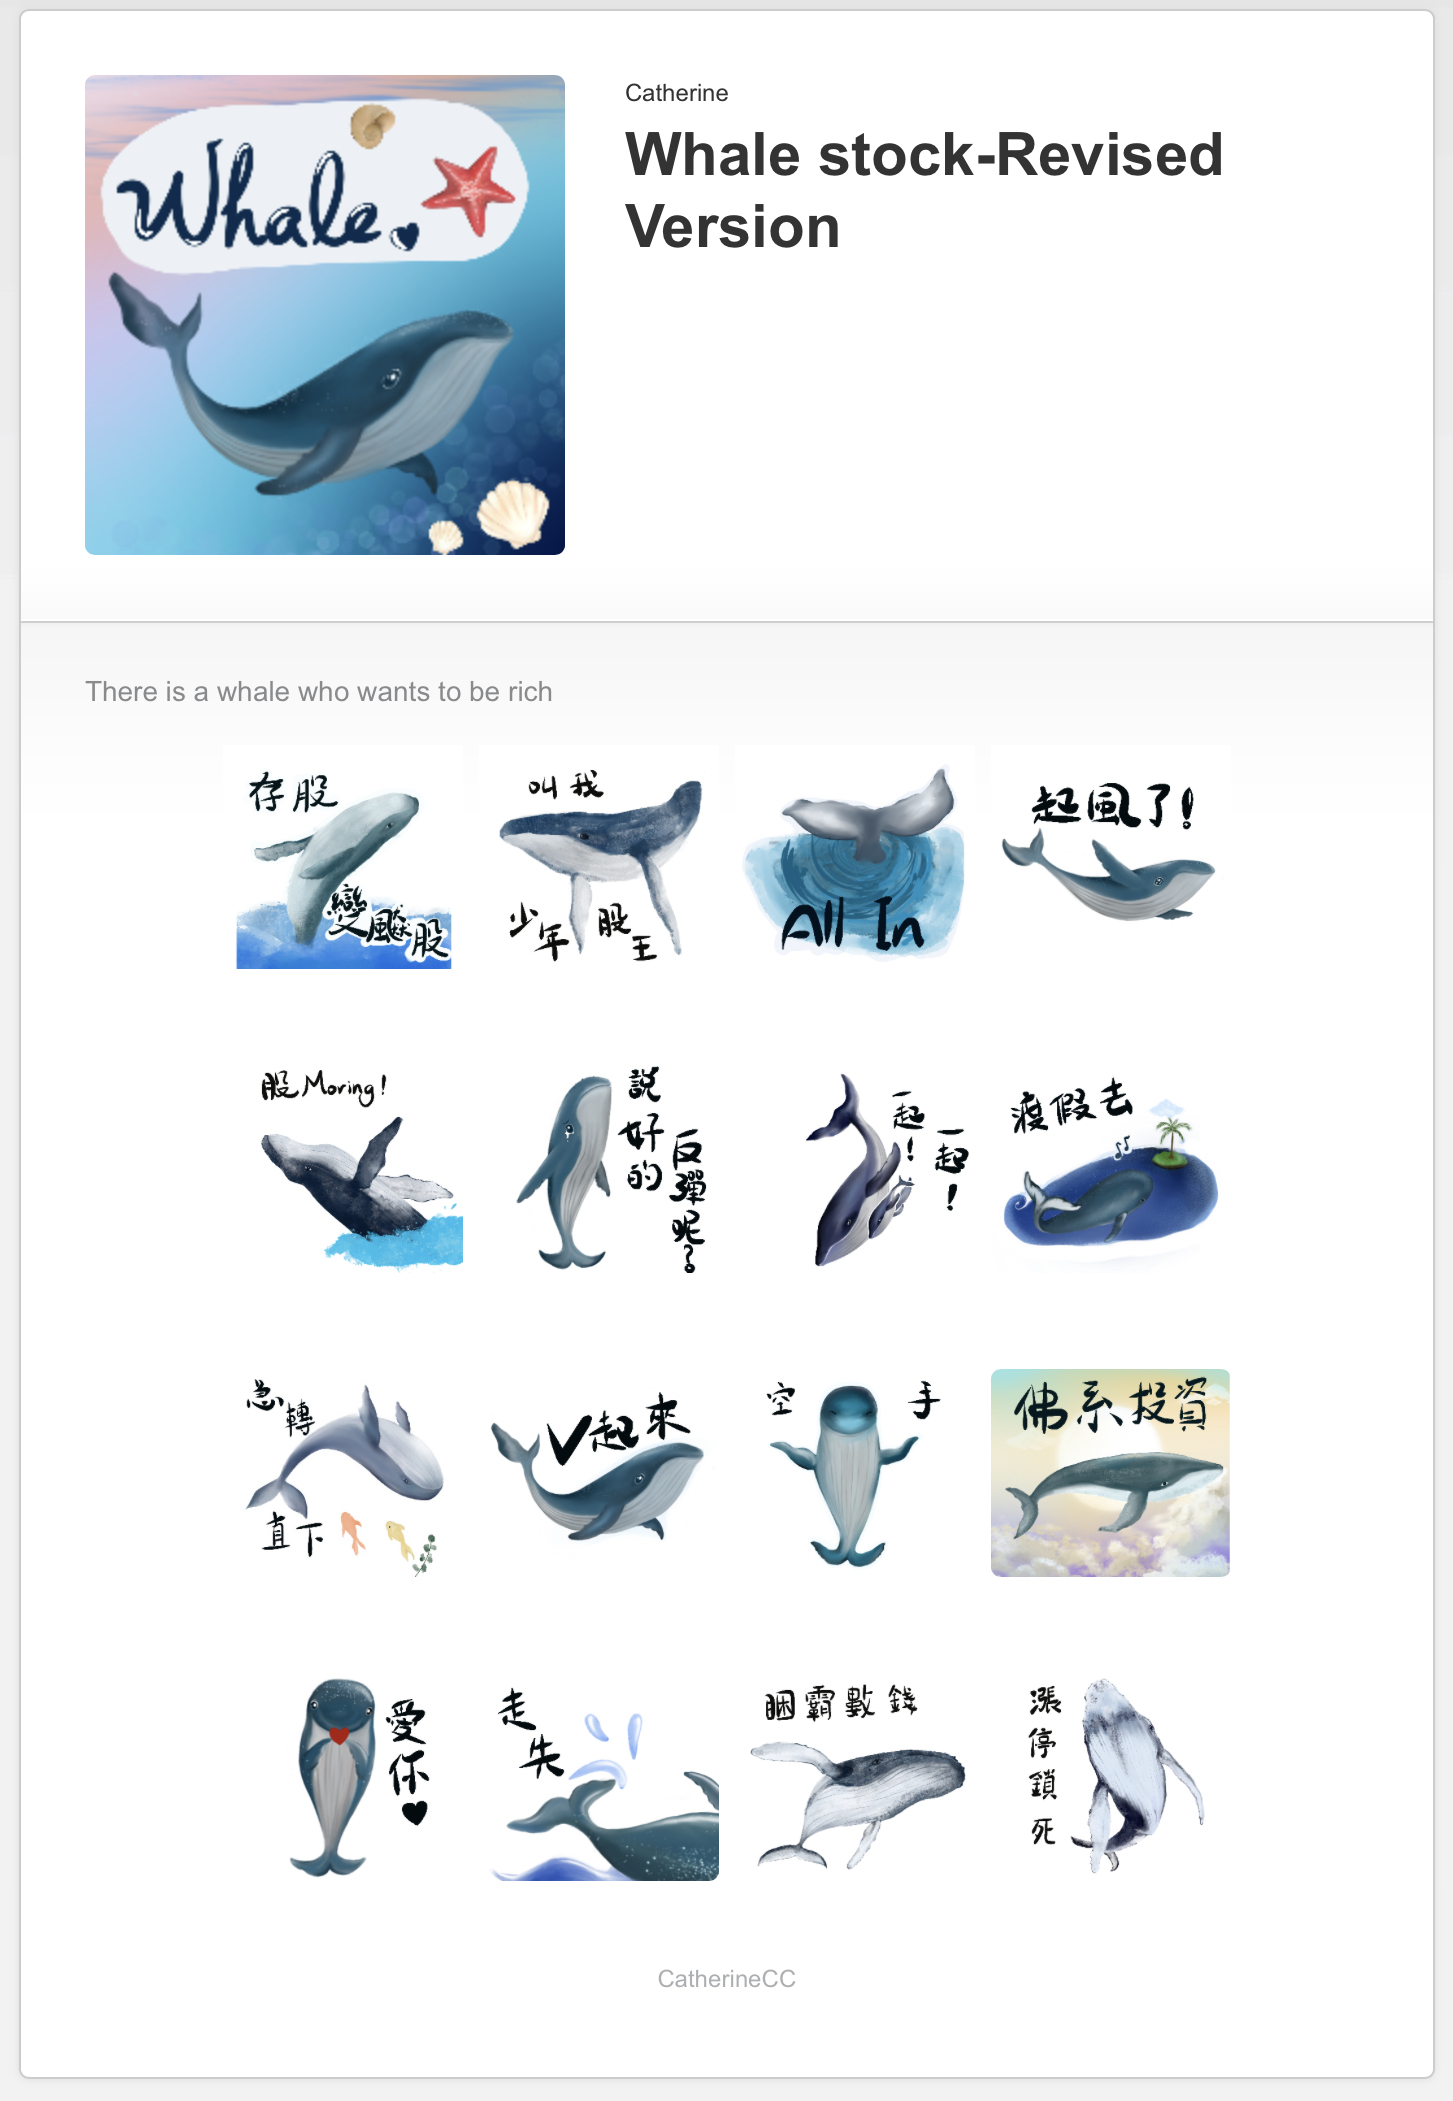 Whale
Catherine
Whale stock-Revised
Version
There is a whale who wants to be rich
存股
變飈股
叫我
少年股王
All In
起風了!
股Moring!
說好的
反彈呢?
一起!
一起!
渡假去
急轉
直下
V起來
空手
佛系投資
愛你
走失
睏霸數錢
漲停鎖死
CatherineCC